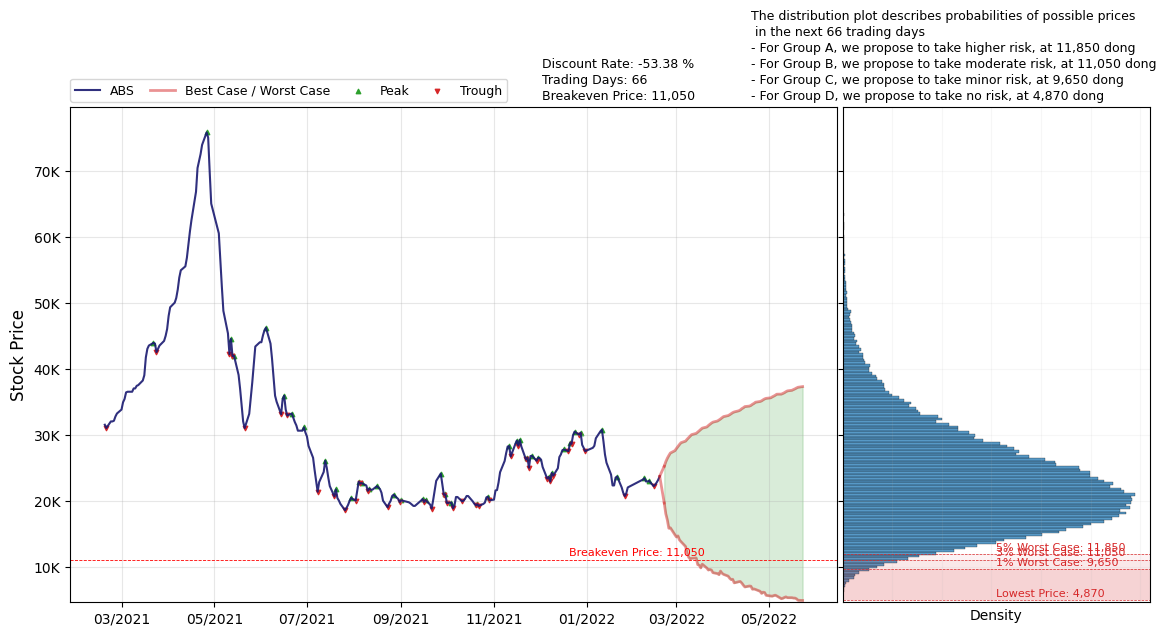 The distribution plot describes probabilities of possible prices
in the next 66 trading days
- For Group A, we propose to take higher risk, at 11,850 dong
- For Group B, we propose to take moderate risk, at 11,050 dong
- For Group C, we propose to take minor risk, at 9,650 dong
- For Group D, we propose to take no risk, at 4,870 dong
Discount Rate: -53.38 %
Trading Days: 66
Breakeven Price: 11,050
ABS
Best Case / Worst Case
Peak
Trough
Stock Price
70K
60K
50K
40K
30K
20K
10K
Breakeven Price: 11,050
03/2021
05/2021
07/2021
09/2021
11/2021
01/2022
03/2022
05/2022
5% Worst Case: 11,850
3% Worst Case: 11,050
1% Worst Case: 9,650
Lowest Price: 4,870
Density